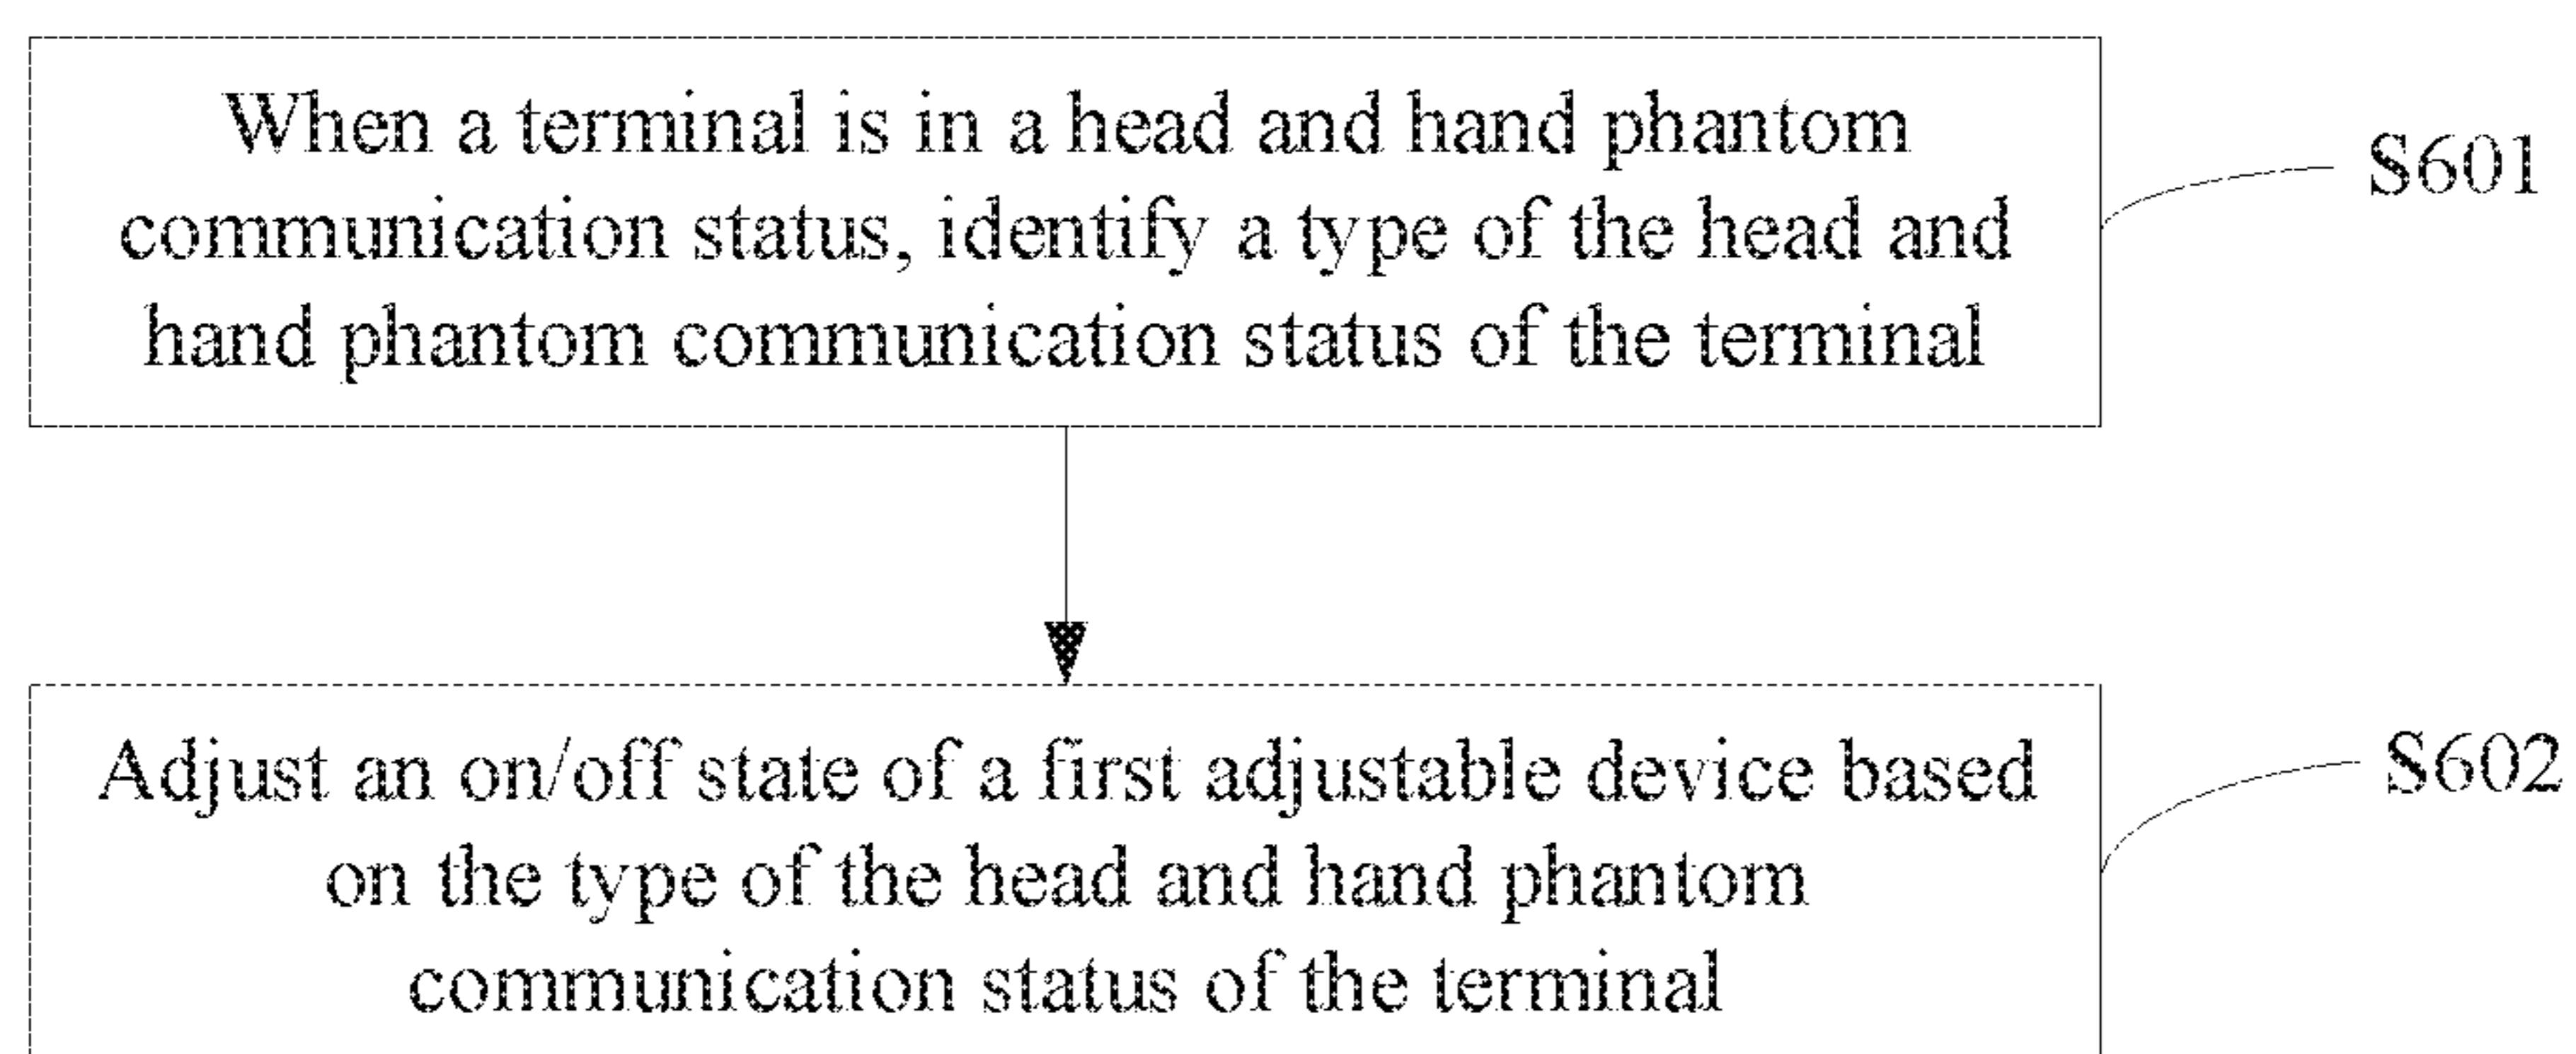 When a terminal is in a head and hand phantom
communication status, identify a type of the head and
hand phantom communication status of the terminal
S601
Adjust an on/off state of a first adjustable device based
on the type of the head and hand phantom
communication status of the terminal
S602